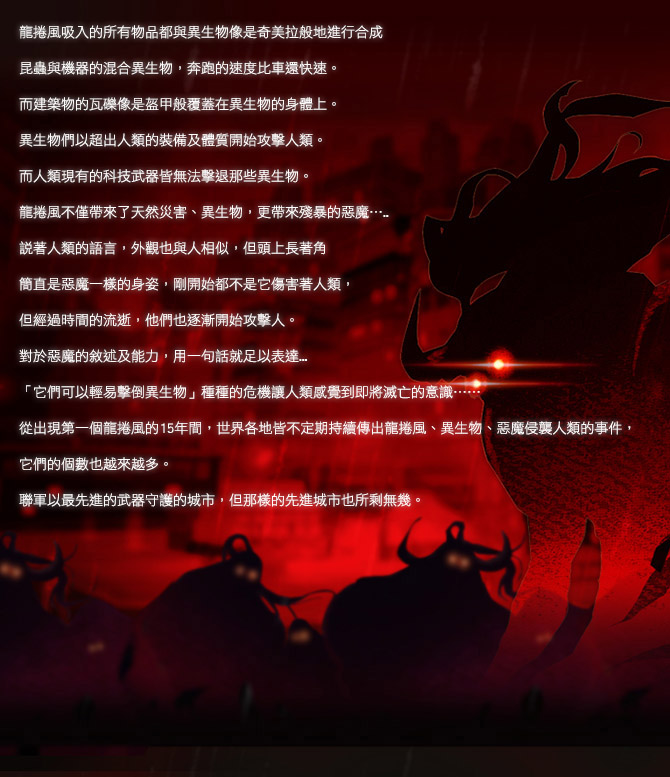 龍捲風吸入的所有物品都與異生物像是奇美拉般地進行合成
昆蟲與機器的混合異生物，奔跑的速度比車還快速。
而建築物的瓦礫像是盔甲般覆蓋在異生物的身體上。
異生物們以超出人類的裝備及體質開始攻擊人類。
而人類現有的科技武器皆無法擊退那些異生物。
龍捲風不僅帶來了天然災害、異生物，更帶來殘暴的惡魔…..
説著人類的語言，外觀也與人相似，但頭上長著角
簡直是惡魔一樣的身姿，剛開始都不是它傷害著人類，
但經過時間的流逝，他們也逐漸開始攻擊人。
對於惡魔的敘述及能力，用一句話就足以表達…
「它們可以輕易擊倒異生物」種種的危機讓人類感覺到即將滅亡的意識……
從出現第一個龍捲風的15年間，世界各地皆不定期持續傳出龍捲風、異生物、惡魔侵襲人類的事件，
它們的個數也越來越多。
聯軍以最先進的武器守護的城市，但那樣的先進城市也所剩無幾。